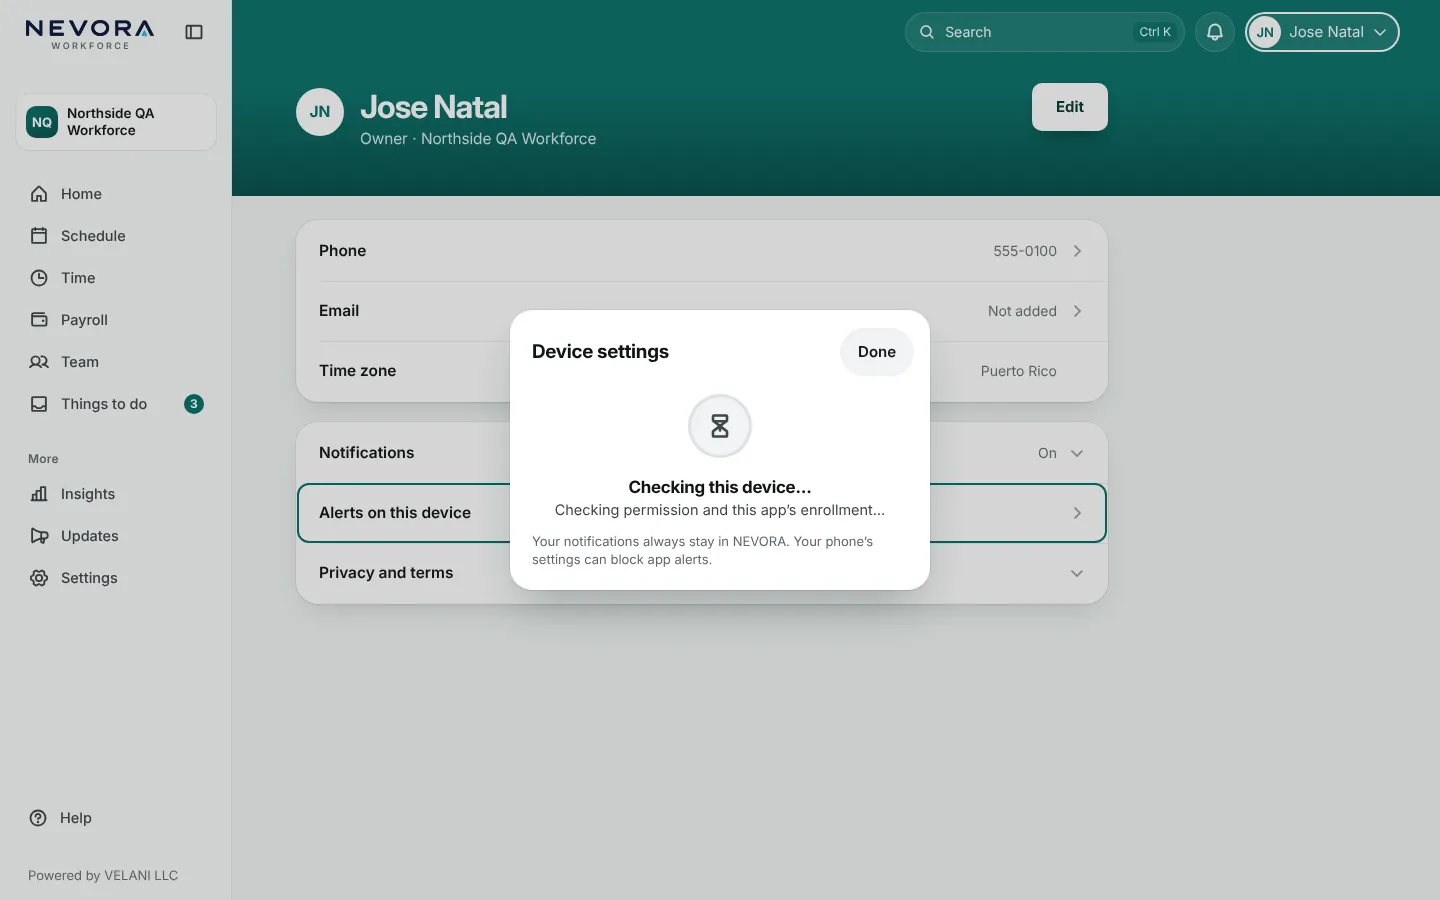 NEVORA
WORKFORCE
Search
Ctrl K
JN
Jose Natal
NQ
Northside QA
Workforce
JN
Jose Natal
Owner · Northside QA Workforce
Edit
Home
Schedule
Time
Payroll
Team
Things to do
3
More
Insights
Updates
Settings
Help
Powered by VELANI LLC
Phone
555-0100
Email
Not added
Time zone
Puerto Rico
Notifications
On
Alerts on this device
Privacy and terms
Device settings
Done
Checking this device…
Checking permission and this app’s enrollment…
Your notifications always stay in NEVORA. Your phone’s
settings can block app alerts.